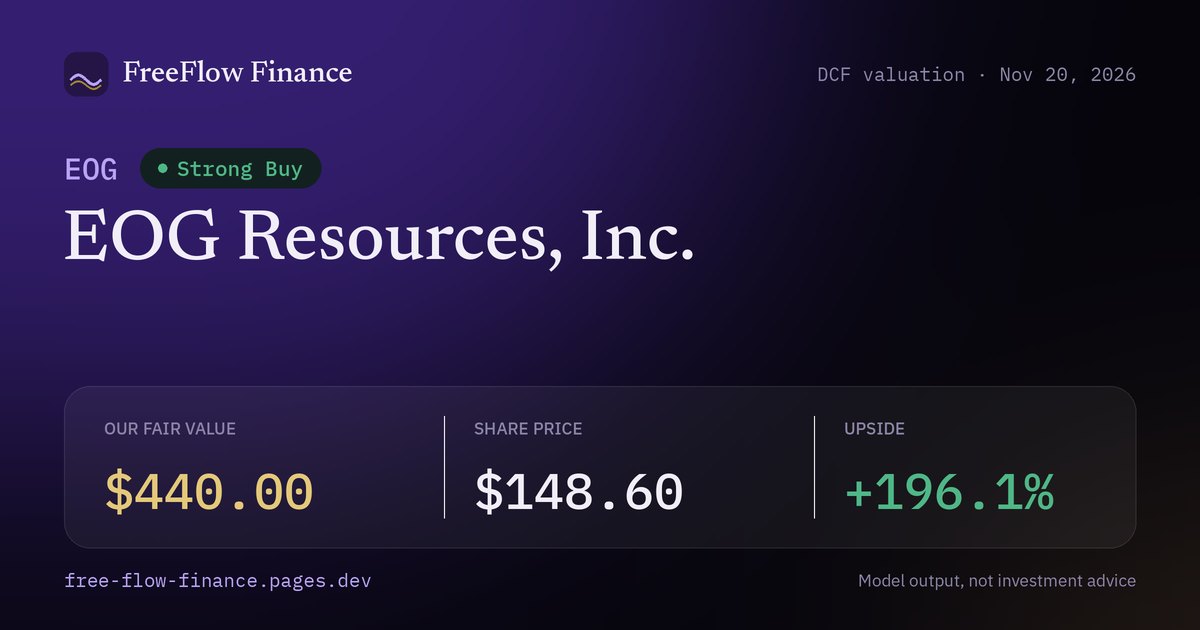 FreeFlow Finance
DCF valuation · Nov 20, 2026
EOG
Strong Buy
EOG Resources, Inc.
OUR FAIR VALUE
$440.00
SHARE PRICE
$148.60
UPSIDE
+196.1%
free-flow-finance.pages.dev
Model output, not investment advice